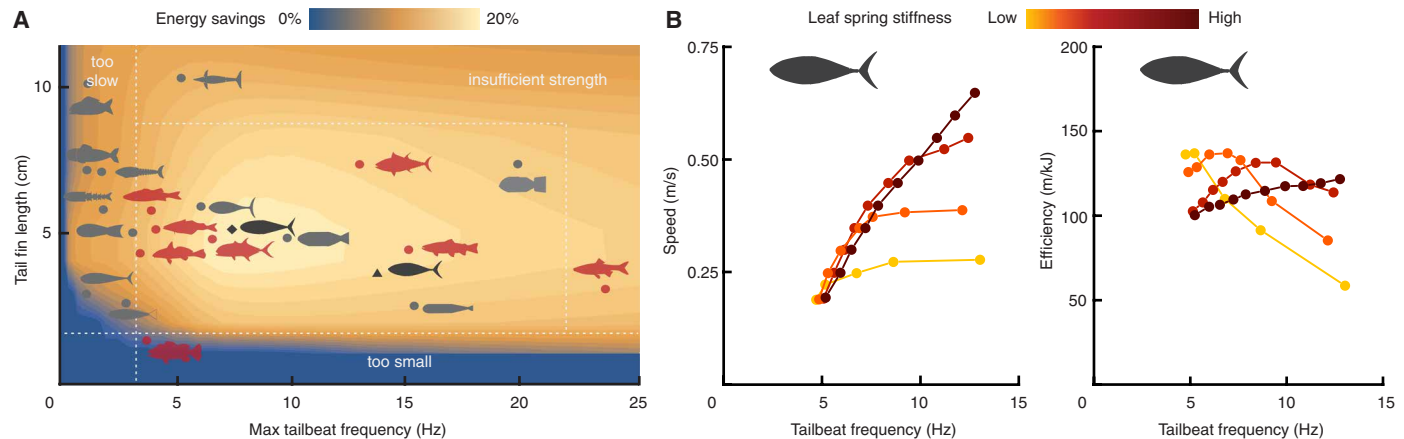 A
Energy savings 0% 20%
too
slow
insufficient strength
too small
10
5
0 5 10 15 20 25
Tail fin length (cm)
Max tailbeat frequency (Hz)
B
Leaf spring stiffness Low High
0.75
0.50
0.25
0 5 10 15
Speed (m/s)
Tailbeat frequency (Hz)
200
150
100
50
0 5 10 15
Efficiency (m/kJ)
Tailbeat frequency (Hz)